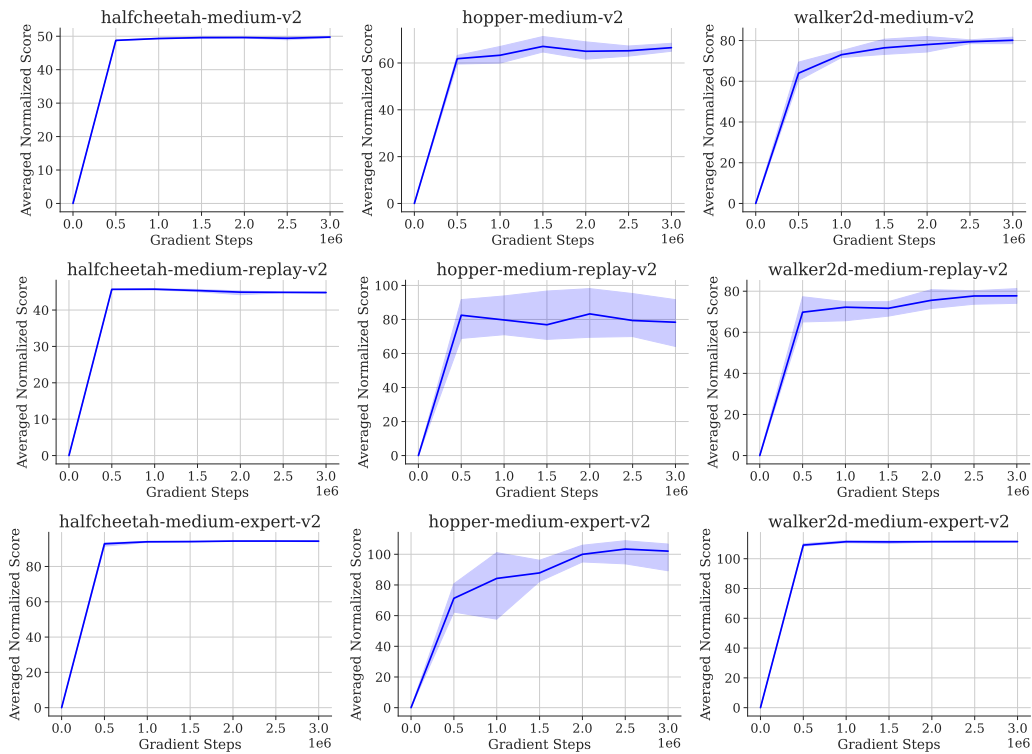 halfcheetah-medium-v2
Averaged Normalized Score
50
40
30
20
10
0
0.0 0.5 1.0 1.5 2.0 2.5 3.0
Gradient Steps
1e6
hopper-medium-v2
Averaged Normalized Score
60
40
20
0
0.0 0.5 1.0 1.5 2.0 2.5 3.0
Gradient Steps
1e6
walker2d-medium-v2
Averaged Normalized Score
80
60
40
20
0
0.0 0.5 1.0 1.5 2.0 2.5 3.0
Gradient Steps
1e6
halfcheetah-medium-replay-v2
Averaged Normalized Score
40
30
20
10
0
0.0 0.5 1.0 1.5 2.0 2.5 3.0
Gradient Steps
1e6
hopper-medium-replay-v2
Averaged Normalized Score
100
80
60
40
20
0
0.0 0.5 1.0 1.5 2.0 2.5 3.0
Gradient Steps
1e6
walker2d-medium-replay-v2
Averaged Normalized Score
80
60
40
20
0
0.0 0.5 1.0 1.5 2.0 2.5 3.0
Gradient Steps
1e6
halfcheetah-medium-expert-v2
Averaged Normalized Score
80
60
40
20
0
0.0 0.5 1.0 1.5 2.0 2.5 3.0
Gradient Steps
1e6
hopper-medium-expert-v2
Averaged Normalized Score
100
80
60
40
20
0
0.0 0.5 1.0 1.5 2.0 2.5 3.0
Gradient Steps
1e6
walker2d-medium-expert-v2
Averaged Normalized Score
100
80
60
40
20
0
0.0 0.5 1.0 1.5 2.0 2.5 3.0
Gradient Steps
1e6